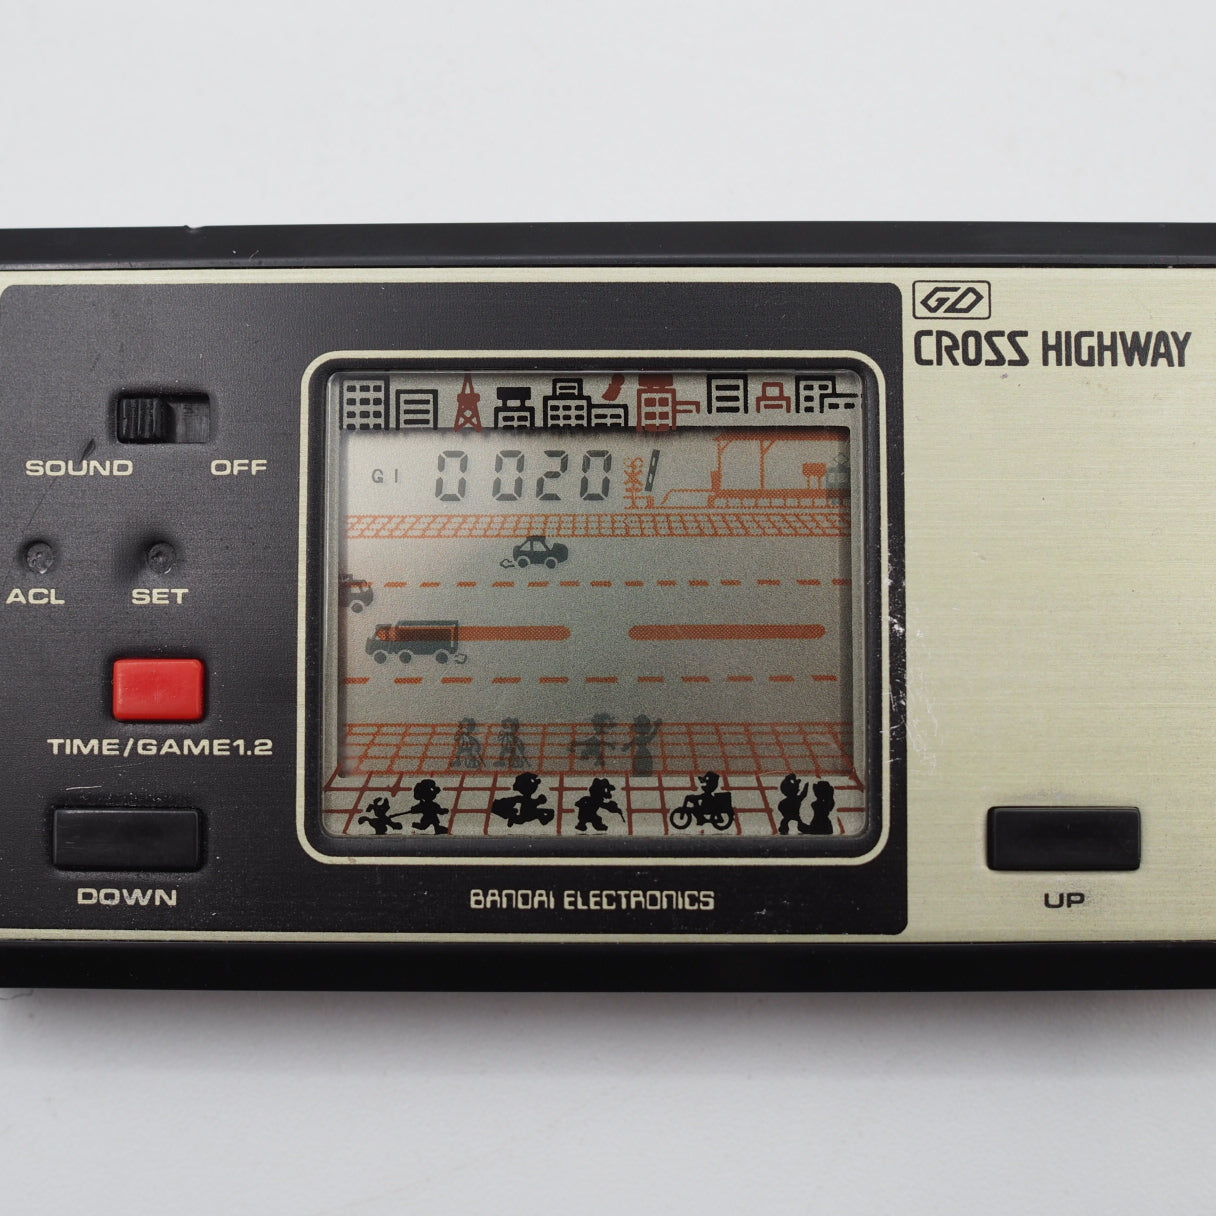 GD
CROSS HIGHWAY
SOUND OFF
G1 0020
ACL SET
TIME/GAME1.2
DOWN
BANDAI ELECTRONICS
UP